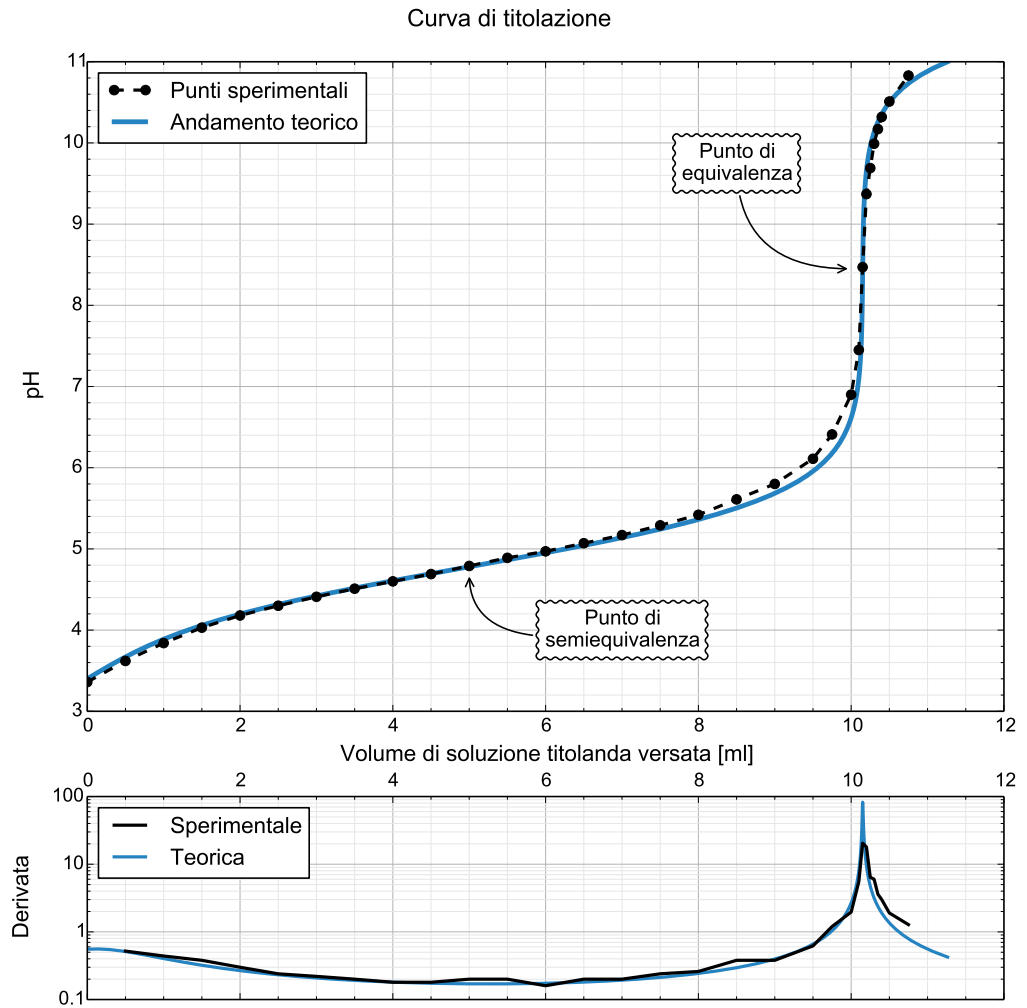 Curva di titolazione
11
10
9
8
7
6
5
4
3
pH
Punti sperimentali
Andamento teorico
Punto di
equivalenza
Punto di
semiequivalenza
0 2 4 6 8 10 12
Volume di soluzione titolanda versata [ml]
0 2 4 6 8 10 12
100
10
1
0.1
Derivata
Sperimentale
Teorica